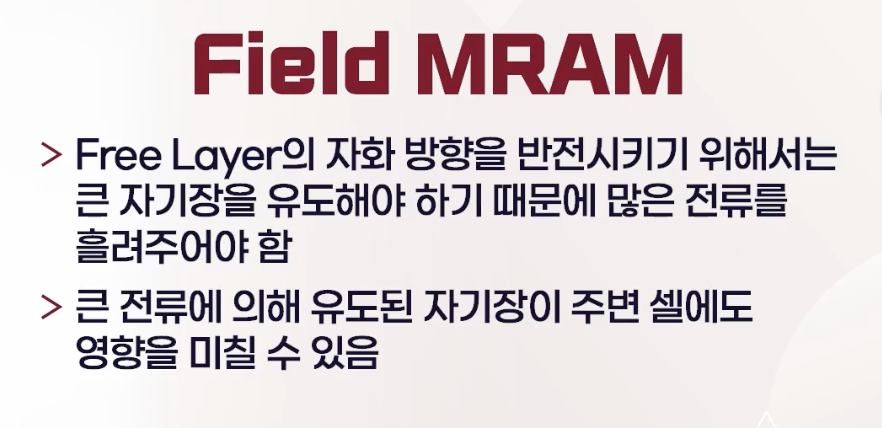 Field MRAM
> Free Layer의 자화 방향을 반전시키기 위해서는
큰 자기장을 유도해야 하기 때문에 많은 전류를
흘려주어야 함
> 큰 전류에 의해 유도된 자기장이 주변 셀에도
영향을 미칠 수 있음